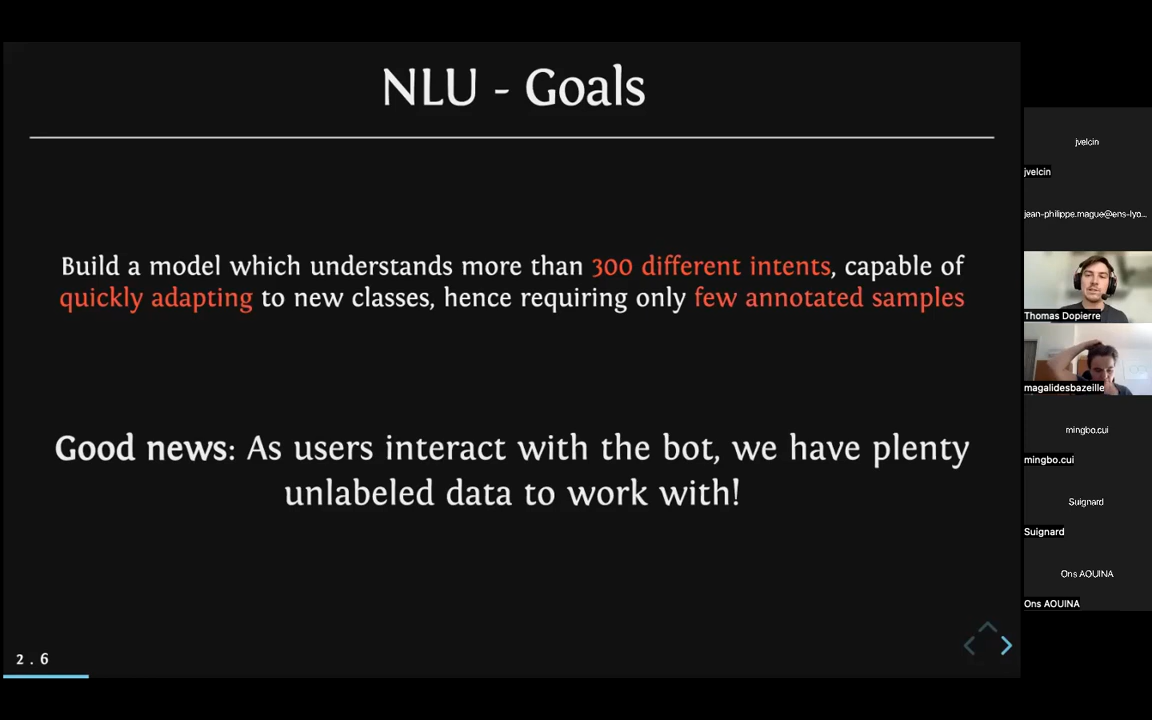 NLU - Goals
Build a model which understands more than 300 different intents, capable of
quickly adapting to new classes, hence requiring only few annotated samples
Good news: As users interact with the bot, we have plenty
unlabeled data to work with!
2.6
jvelcin
jvelcin
jean-philippe.mague@ens-lyo...
Thomas Dopierre
magalidesbazeille
mingbo.cui
mingbo.cui
Suignard
Suignard
Ons AOUINA
Ons AOUINA